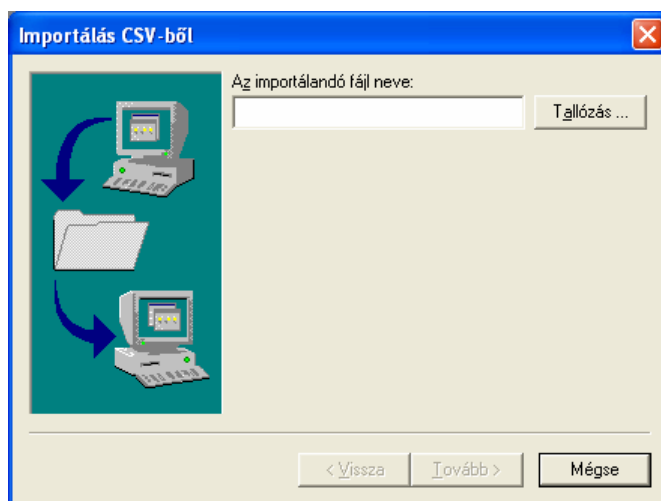 Importálás CSV-ből
Az importálandó fájl neve:
Tallózás ...
< Vissza
Tovább >
Mégse